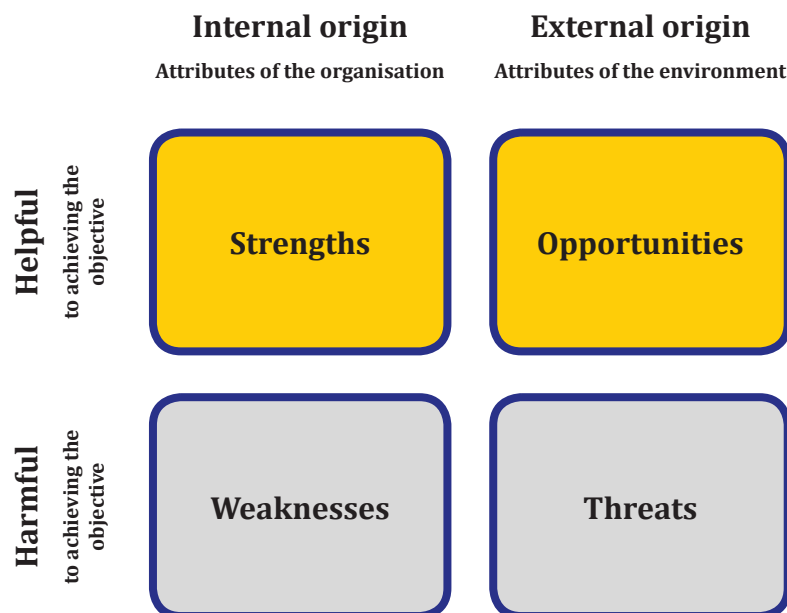 Internal origin
External origin
Attributes of the organisation
Attributes of the environment
Helpful
to achieving the
objective
Strengths
Opportunities
Harmful
to achieving the
objective
Weaknesses
Threats